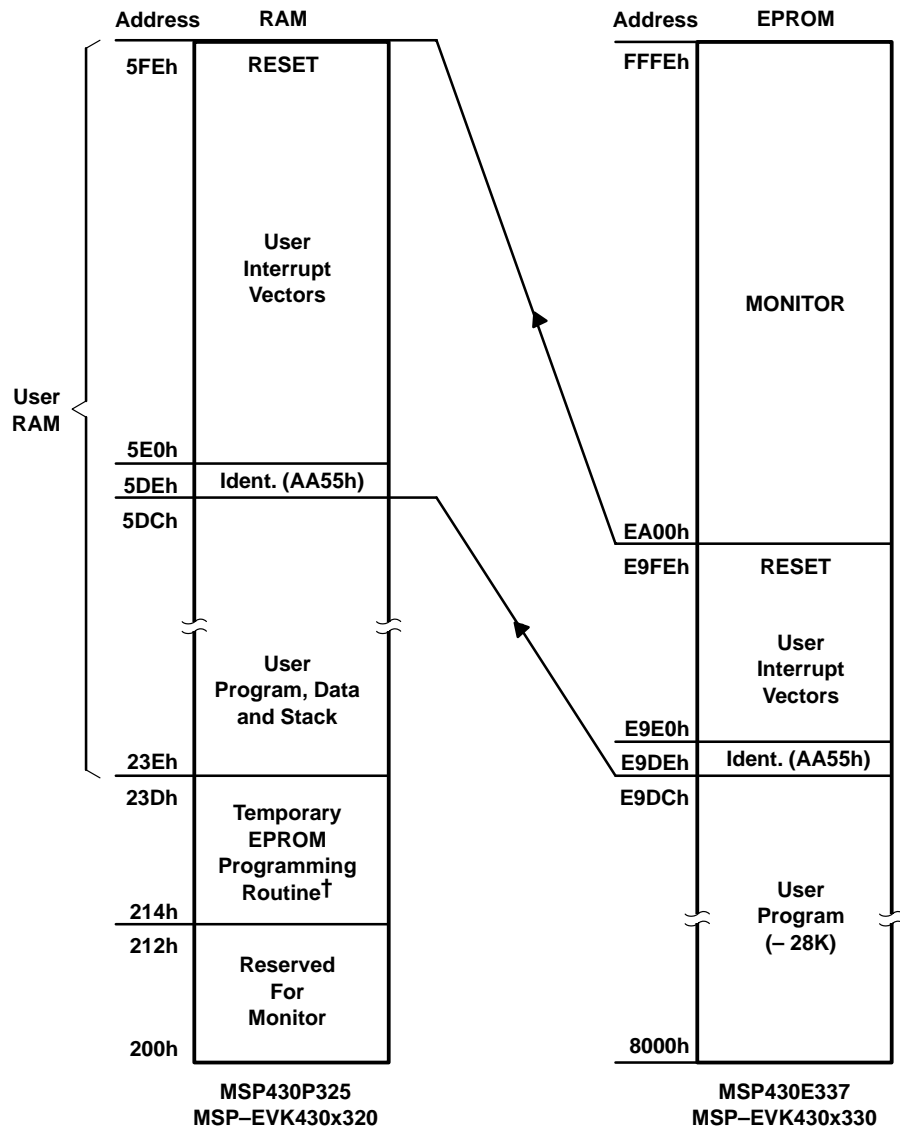 Address RAM
5FEh
RESET
User
Interrupt
Vectors
User
RAM
5E0h
5DEh
Ident. (AA55h)
5DCh
User
Program, Data
and Stack
23Eh
23Dh
Temporary
EPROM
Programming
Routine†
214h
212h
Reserved
For
Monitor
200h
MSP430P325
MSP–EVK430x320
Address EPROM
FFFEh
MONITOR
EA00h
E9FEh
RESET
User
Interrupt
Vectors
E9E0h
E9DEh
Ident. (AA55h)
E9DCh
User
Program
(– 28K)
8000h
MSP430E337
MSP–EVK430x330